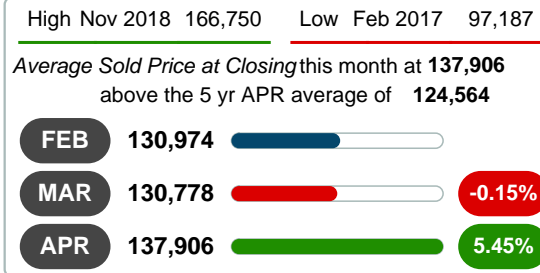 High Nov 2018 166,750 Low Feb 2017 97,187
Average Sold Price at Closing this month at 137,906
above the 5 yr APR average of 124,564
FEB 130,974
MAR 130,778 -0.15%
APR 137,906 5.45%